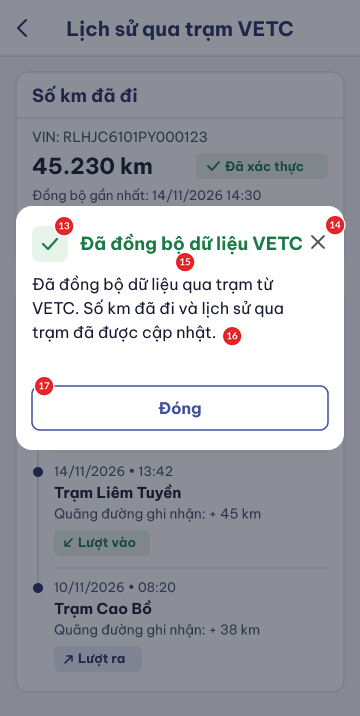 Lịch sử qua trạm VETC
Số km đã đi
VIN: RLHJC6101PY000123
45.230 km
Đã xác thực
Đồng bộ gần nhất: 14/11/2026 14:30
13
14
Đã đồng bộ dữ liệu VETC
15
Đã đồng bộ dữ liệu qua trạm từ
VETC. Số km đã đi và lịch sử qua
trạm đã được cập nhật.
16
17
Đóng
14/11/2026 • 13:42
Trạm Liêm Tuyền
Quãng đường ghi nhận: + 45 km
Lượt vào
10/11/2026 • 08:20
Trạm Cao Bồ
Quãng đường ghi nhận: + 38 km
Lượt ra